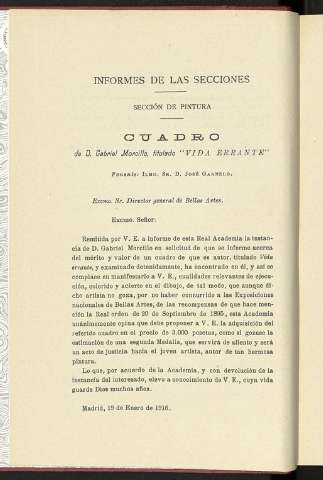 INFORMES DE LAS SECCIONES
SECCIÓN DE PINTURA
CUADRO
de D. Gabriel Morcillo, titulado "VIDA ERRANTE"
Ponente: Ilmo. Sr. D. José Garnelo.
Excmo. Sr. Director general de Bellas Artes.
Excmo. Señor:
Remitida por V. E. a informe de esta Real Academia la instan-
cia de D. Gabriel Morcillo en solicitud de que se informe acerca
del mérito y valor de un cuadro de que es autor, titulado Vida
errante, y examinado detenidamente, ha encontrado en él, y así se
complace en manifestarlo a V. E., cualidades relevantes de ejecu-
ción, colorido y acierto en el dibujo, de tal modo, que aunque di-
cho artista no goza, por no haber concurrido a las Exposiciones
nacionales de Bellas Artes, de las recompensas de que hace men-
ción la Real orden de 20 de Septiembre de 1895, esta Academia
unánimemente opina que debe proponer a V. E. la adquisición del
referido cuadro en el precio de 3.000 pesetas, como si gozase la
estimación de una segunda Medalla, que servirá de aliento y será
un acto de justicia hacia el joven artista, autor de tan hermosa
pintura.
Lo que, por acuerdo de la Academia, y con devolución de la
instancia del interesado, elevo a conocimiento de V. E., cuya vida
guarde Dios muchos años.
Madrid, 19 de Enero de 1916.